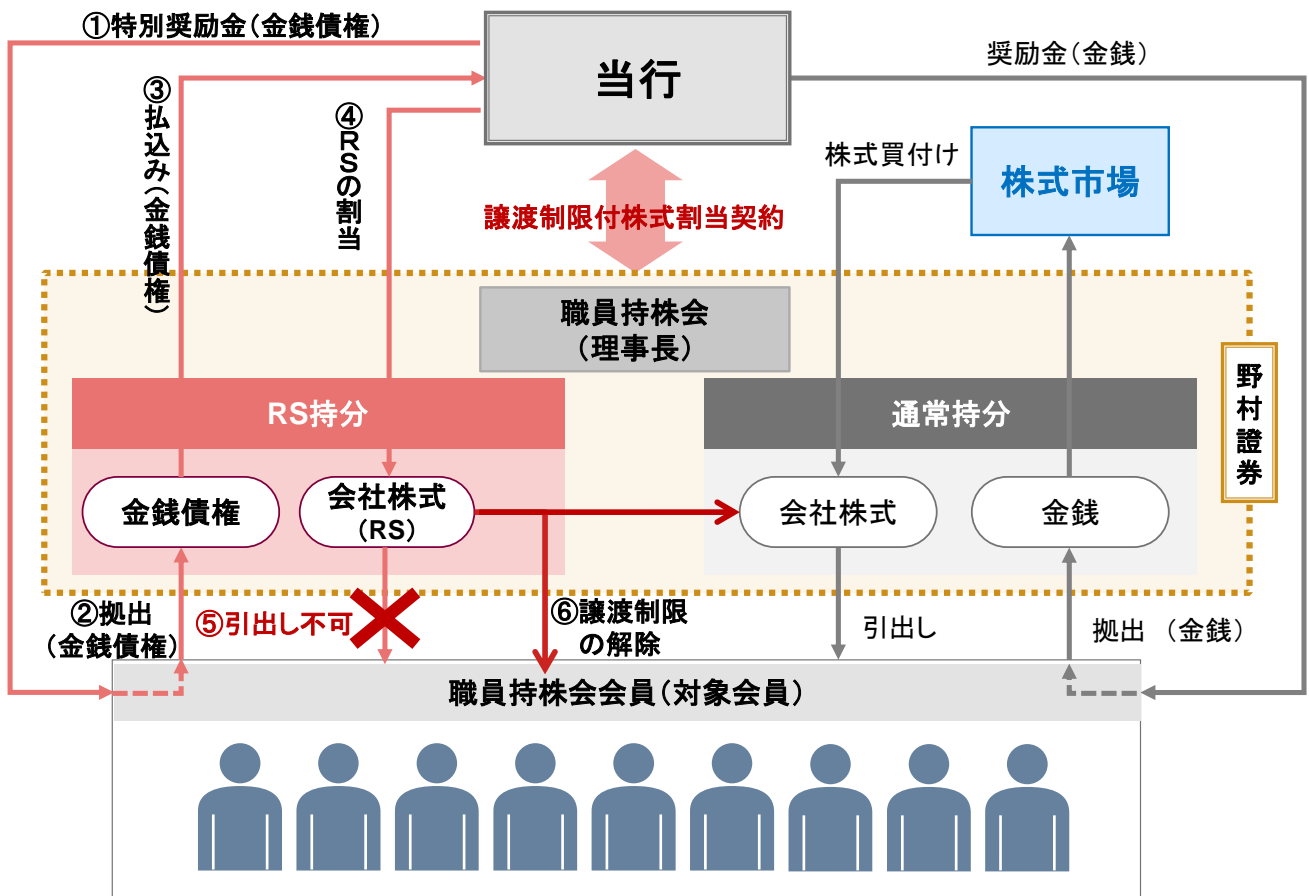 ①特別奨励金(金銭債権)
当行
奨励金(金銭)
③払込み(金銭債権)
④RSの割当
株式買付け
株式市場
譲渡制限付株式割当契約
職員持株会
(理事長)
野村證券
RS持分
通常持分
金銭債権
会社株式
(RS)
会社株式
金銭
②拠出
(金銭債権)
⑤引出し不可
⑥譲渡制限
の解除
引出し
拠出 (金銭)
職員持株会会員(対象会員)